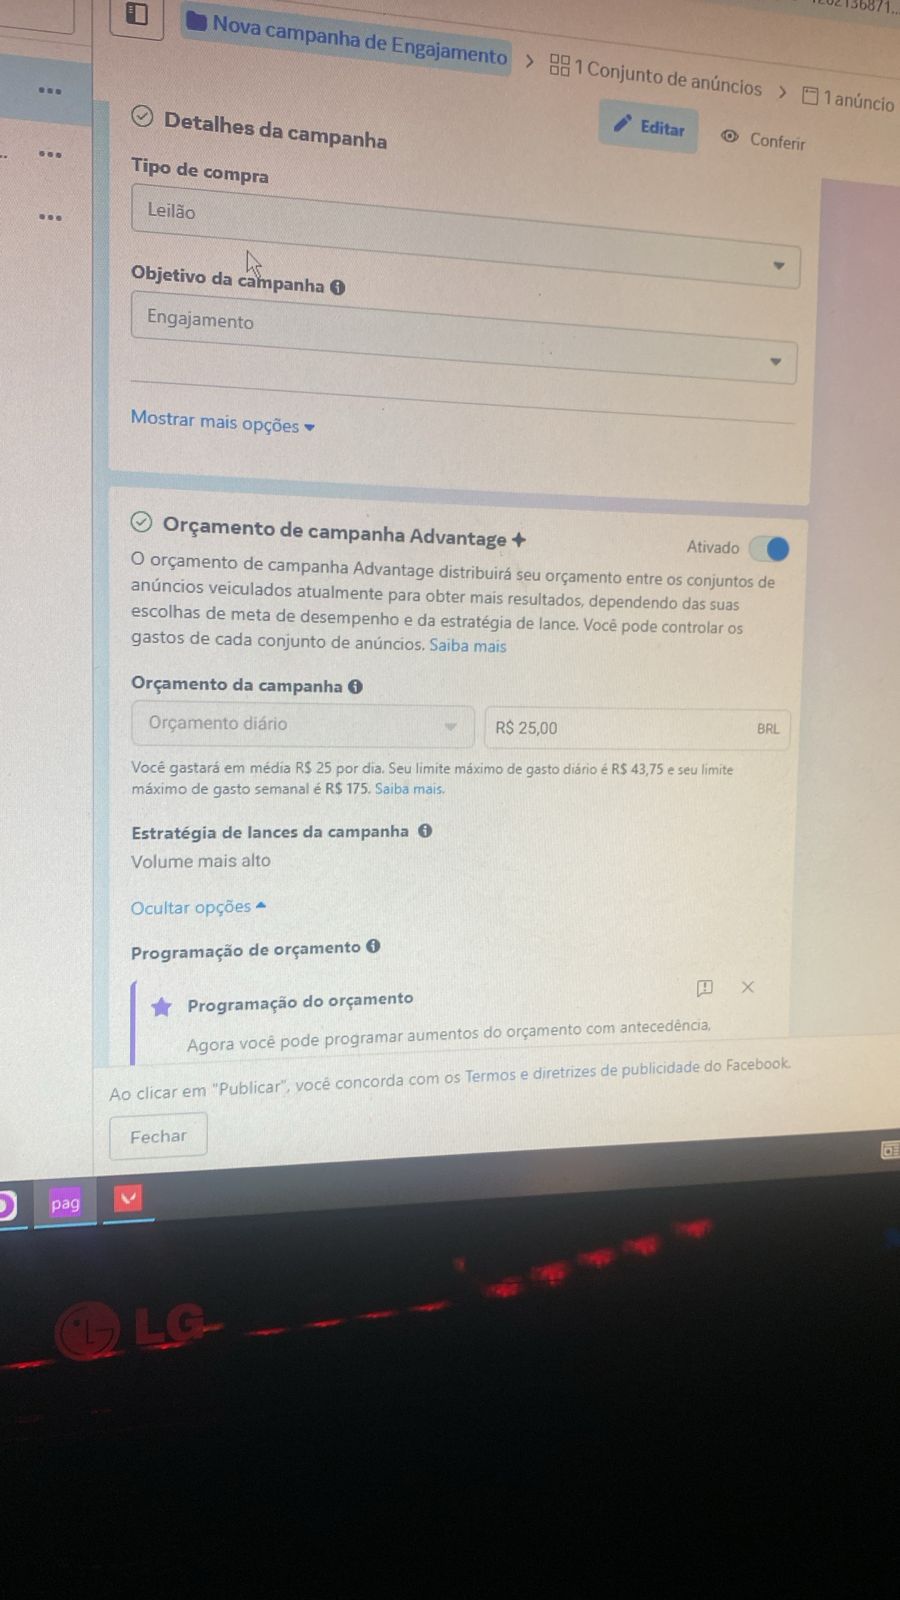 Nova campanha de Engajamento > 1 Conjunto de anúncios > 1 anúncio
Detalhes da campanha
Editar
Conferir
Tipo de compra
Leilão
Objetivo da campanha
Engajamento
Mostrar mais opções
Orçamento de campanha Advantage
Ativado
O orçamento de campanha Advantage distribuirá seu orçamento entre os conjuntos de
anúncios veiculados atualmente para obter mais resultados, dependendo das suas
escolhas de meta de desempenho e da estratégia de lance. Você pode controlar os
gastos de cada conjunto de anúncios. Saiba mais
Orçamento da campanha
Orçamento diário
R$ 25,00
BRL
Você gastará em média R$ 25 por dia. Seu limite máximo de gasto diário é R$ 43,75 e seu limite
máximo de gasto semanal é R$ 175. Saiba mais.
Estratégia de lances da campanha
Volume mais alto
Ocultar opções
Programação de orçamento
Programação do orçamento
Agora você pode programar aumentos do orçamento com antecedência,
Ao clicar em "Publicar", você concorda com os Termos e diretrizes de publicidade do Facebook.
Fechar
pag
LG